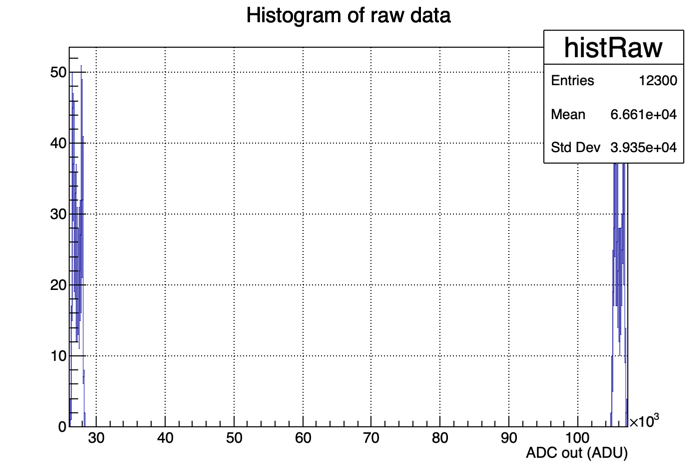 Histogram of raw data
histRaw
Entries 12300
Mean 6.661e+04
Std Dev 3.935e+04
50
40
30
20
10
0
30 40 50 60 70 80 90 100
×10³
ADC out (ADU)